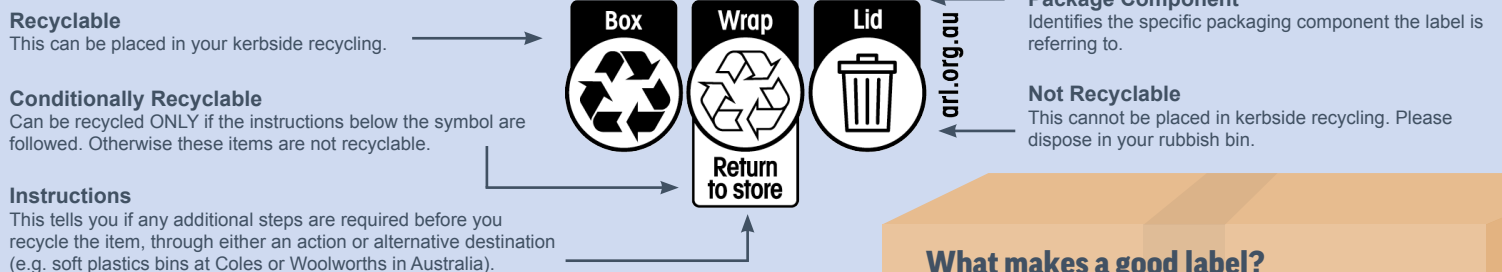 Recyclable
This can be placed in your kerbside recycling.
Conditionally Recyclable
Can be recycled ONLY if the instructions below the symbol are
followed. Otherwise these items are not recyclable.
Instructions
This tells you if any additional steps are required before you
recycle the item, through either an action or alternative destination
(e.g. soft plastics bins at Coles or Woolworths in Australia).
Box
Wrap
Lid
Return
to store
arl.org.au
Package Component
Identifies the specific packaging component the label is
referring to.
Not Recyclable
This cannot be placed in kerbside recycling. Please
dispose in your rubbish bin.
What makes a good label?